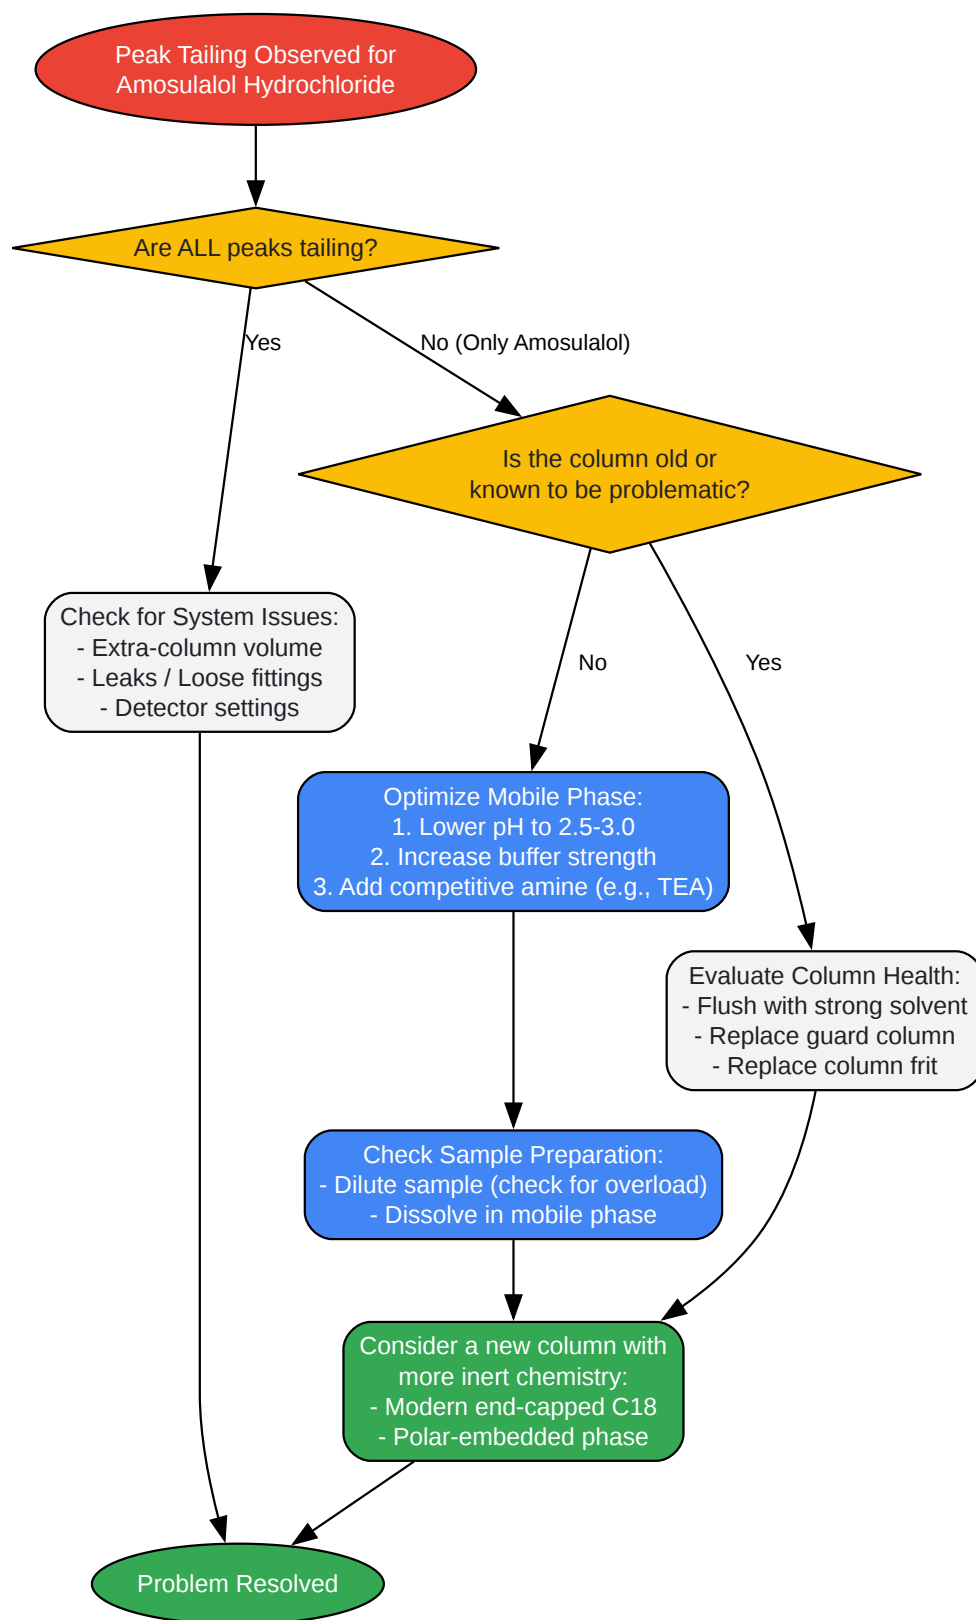 Peak Tailing Observed for
Amosulalol Hydrochloride
Are ALL peaks tailing?
Yes
No (Only Amosulalol)
Is the column old or
known to be problematic?
Check for System Issues:
- Extra-column volume
- Leaks / Loose fittings
- Detector settings
No
Yes
Optimize Mobile Phase:
1. Lower pH to 2.5-3.0
2. Increase buffer strength
3. Add competitive amine (e.g., TEA)
Evaluate Column Health:
- Flush with strong solvent
- Replace guard column
- Replace column frit
Check Sample Preparation:
- Dilute sample (check for overload)
- Dissolve in mobile phase
Consider a new column with
more inert chemistry:
- Modern end-capped C18
- Polar-embedded phase
Problem Resolved